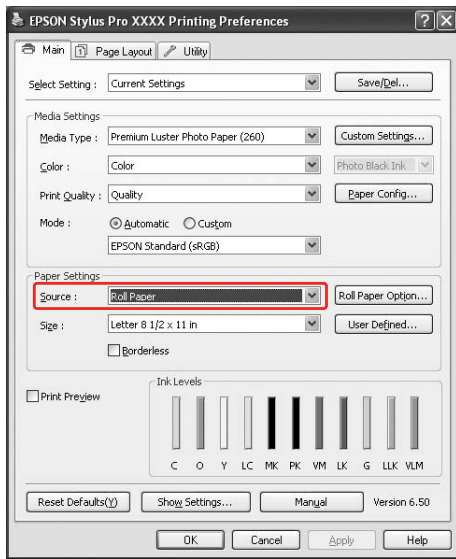 EPSON Stylus Pro XXXX Printing Preferences
Main Page Layout Utility
Select Setting : Current Settings Save/Del...
Media Settings
Media Type : Premium Luster Photo Paper (260) Custom Settings...
Color : Color Photo Black Ink
Print Quality : Quality Paper Config...
Mode : Automatic Custom
EPSON Standard (sRGB)
Paper Settings
Source : Roll Paper Roll Paper Option...
Size : Letter 8 1/2 x 11 in User Defined...
Borderless
Print Preview Ink Levels
C O Y LC MK PK VM LK G LLK VLM
Reset Defaults(Y) Show Settings... Manual Version 6.50
OK Cancel Apply Help